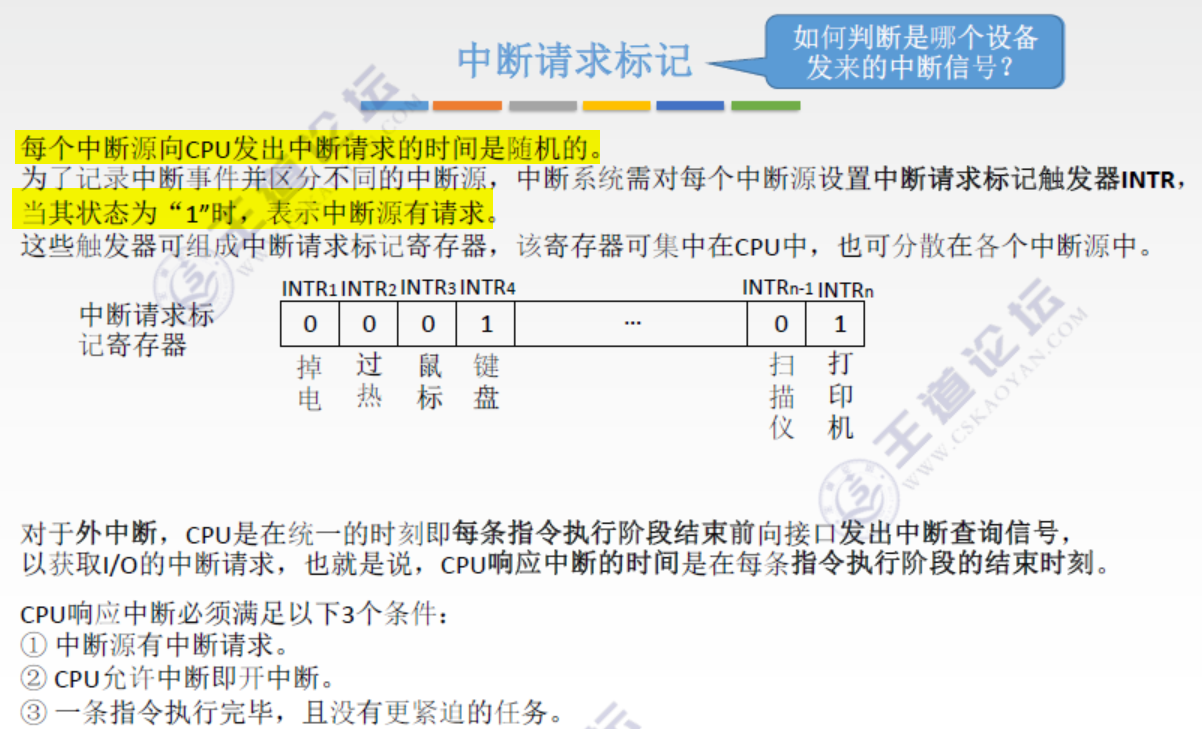 中断请求标记
如何判断是哪个设备
发来的中断信号？
每个中断源向CPU发出中断请求的时间是随机的。
为了记录中断事件并区分不同的中断源，中断系统需对每个中断源设置中断请求标记触发器INTR，
当其状态为“1”时，表示中断源有请求。
这些触发器可组成中断请求标记寄存器，该寄存器可集中在CPU中，也可分散在各个中断源中。
INTR1 INTR2 INTR3 INTR4 INTRn-1 INTRn
中断请求标
记寄存器
0 0 0 1 … 0 1
掉电 过热 鼠标 键盘 扫描仪 打印机
对于外中断，CPU是在统一的时刻即每条指令执行阶段结束前向接口发出中断查询信号，
以获取I/O的中断请求，也就是说，CPU响应中断的时间是在每条指令执行阶段的结束时刻。
CPU响应中断必须满足以下3个条件：
① 中断源有中断请求。
② CPU允许中断即开中断。
③ 一条指令执行完毕，且没有更紧迫的任务。
王道论坛
WWW.CSKAOYAN.COM